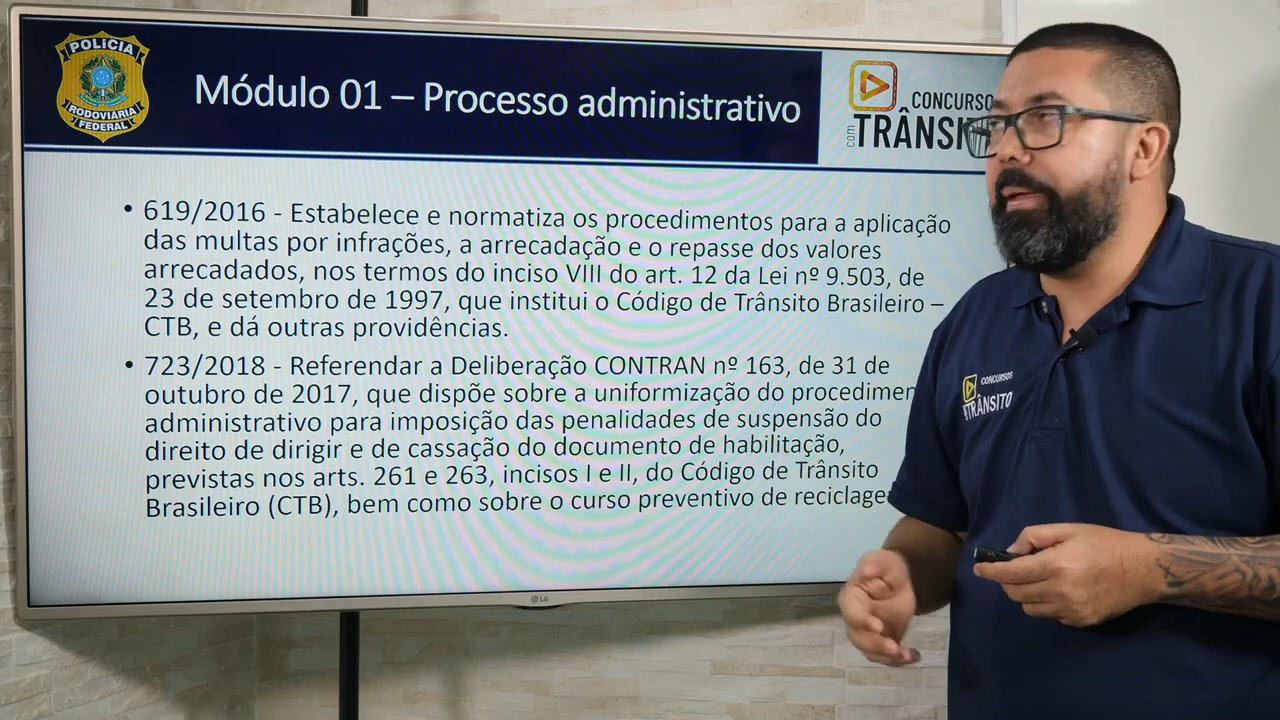 POLÍCIA
RODOVIÁRIA
FEDERAL
Módulo 01 – Processo administrativo
CONCURSO
com
TRÂNSI
• 619/2016 - Estabelece e normatiza os procedimentos para a aplicação
das multas por infrações, a arrecadação e o repasse dos valores
arrecadados, nos termos do inciso VIII do art. 12 da Lei nº 9.503, de
23 de setembro de 1997, que institui o Código de Trânsito Brasileiro –
CTB, e dá outras providências.
• 723/2018 - Referendar a Deliberação CONTRAN nº 163, de 31 de
outubro de 2017, que dispõe sobre a uniformização do procedimen
administrativo para imposição das penalidades de suspensão do
direito de dirigir e de cassação do documento de habilitação,
previstas nos arts. 261 e 263, incisos I e II, do Código de Trânsito
Brasileiro (CTB), bem como sobre o curso preventivo de reciclage
LG
CONCURSOS
TRÂNSITO